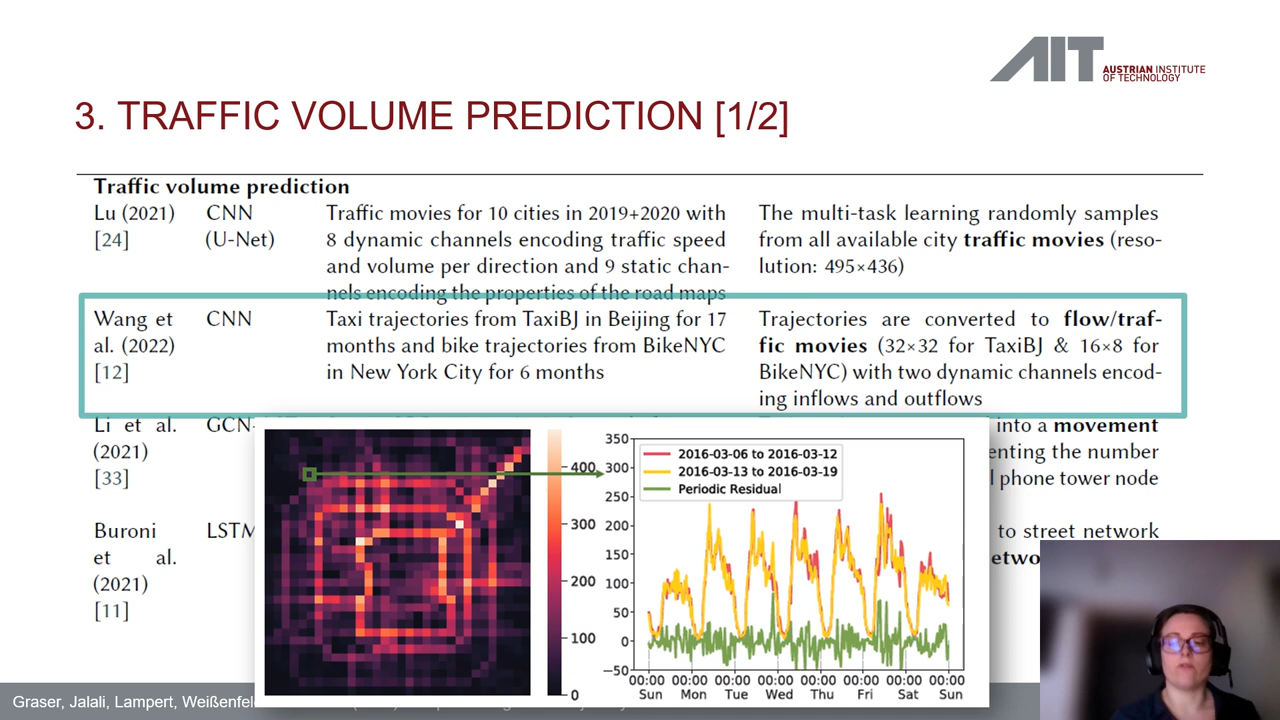 AIT AUSTRIAN INSTITUTE
OF TECHNOLOGY
3. TRAFFIC VOLUME PREDICTION [1/2]
Traffic volume prediction
Lu (2021) CNN Traffic movies for 10 cities in 2019+2020 with The multi-task learning randomly samples
[24] (U-Net) 8 dynamic channels encoding traffic speed from all available city traffic movies (reso-
and volume per direction and 9 static chan- lution: 495×436)
nels encoding the properties of the road maps
Wang et CNN Taxi trajectories from TaxiBJ in Beijing for 17 Trajectories are converted to flow/traf-
al. (2022) months and bike trajectories from BikeNYC fic movies (32×32 for TaxiBJ & 16×8 for
[12] in New York City for 6 months BikeNYC) with two dynamic channels encod-
ing inflows and outflows
Li et al. GCN- into a movement
(2021) enting the number
[33] l phone tower node
Buroni LSTM to street network
et al.
(2021)
[11]
400
300
200
100
0
350
300
250
200
150
100
50
0
−50
2016-03-06 to 2016-03-12
2016-03-13 to 2016-03-19
Periodic Residual
00:00 00:00 00:00 00:00 00:00 00:00 00:00 00:00
Sun Mon Tue Wed Thu Fri Sat Sun
Graser, Jalali, Lampert, Weißenfel